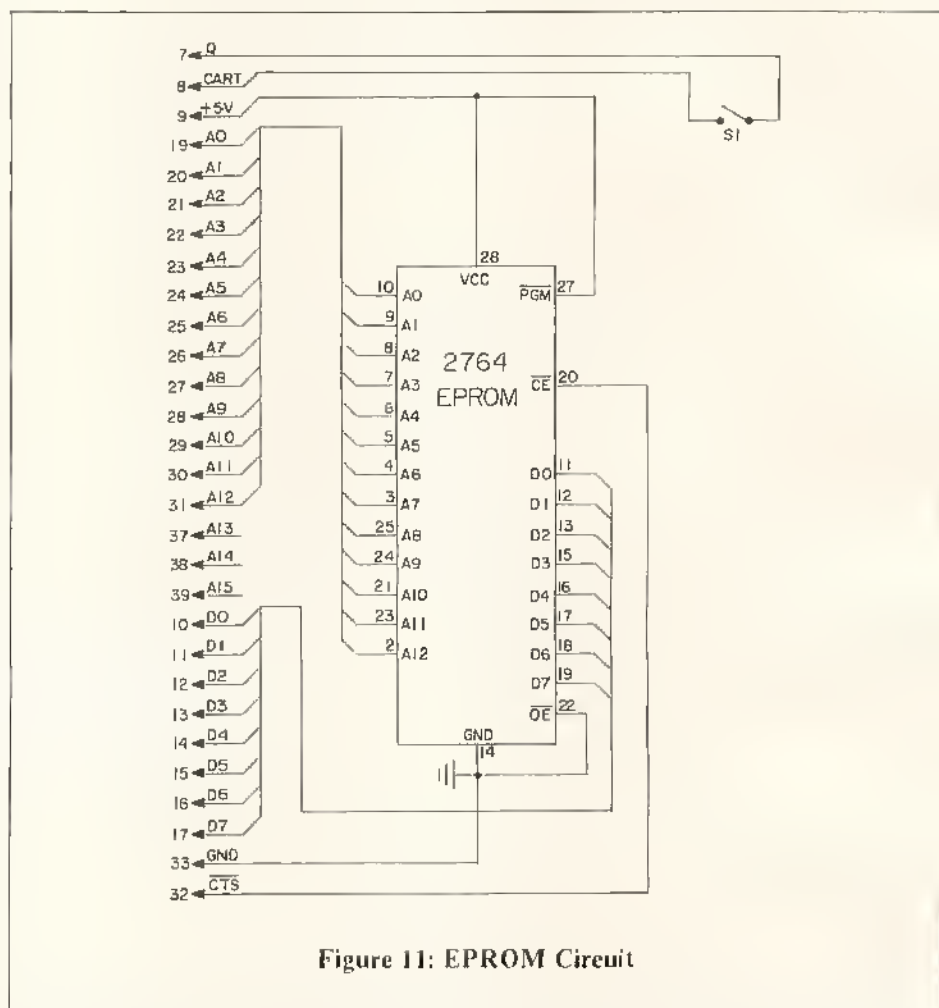 7 Q
8 CART
9 +5V
19 A0
20 A1
21 A2
22 A3
23 A4
24 A5
25 A6
26 A7
27 A8
28 A9
29 A10
30 A11
31 A12
37 A13
38 A14
39 A15
10 D0
11 D1
12 D2
13 D3
14 D4
15 D5
16 D6
17 D7
33 GND
32 CTS
S1
28
VCC
PGM 27
2764
EPROM
CE 20
10 A0
9 A1
8 A2
7 A3
6 A4
5 A5
4 A6
3 A7
25 A8
24 A9
21 A10
23 A11
2 A12
D0 11
D1 12
D2 13
D3 15
D4 16
D5 17
D6 18
D7 19
OE 22
GND
14
Figure 11: EPROM Circuit